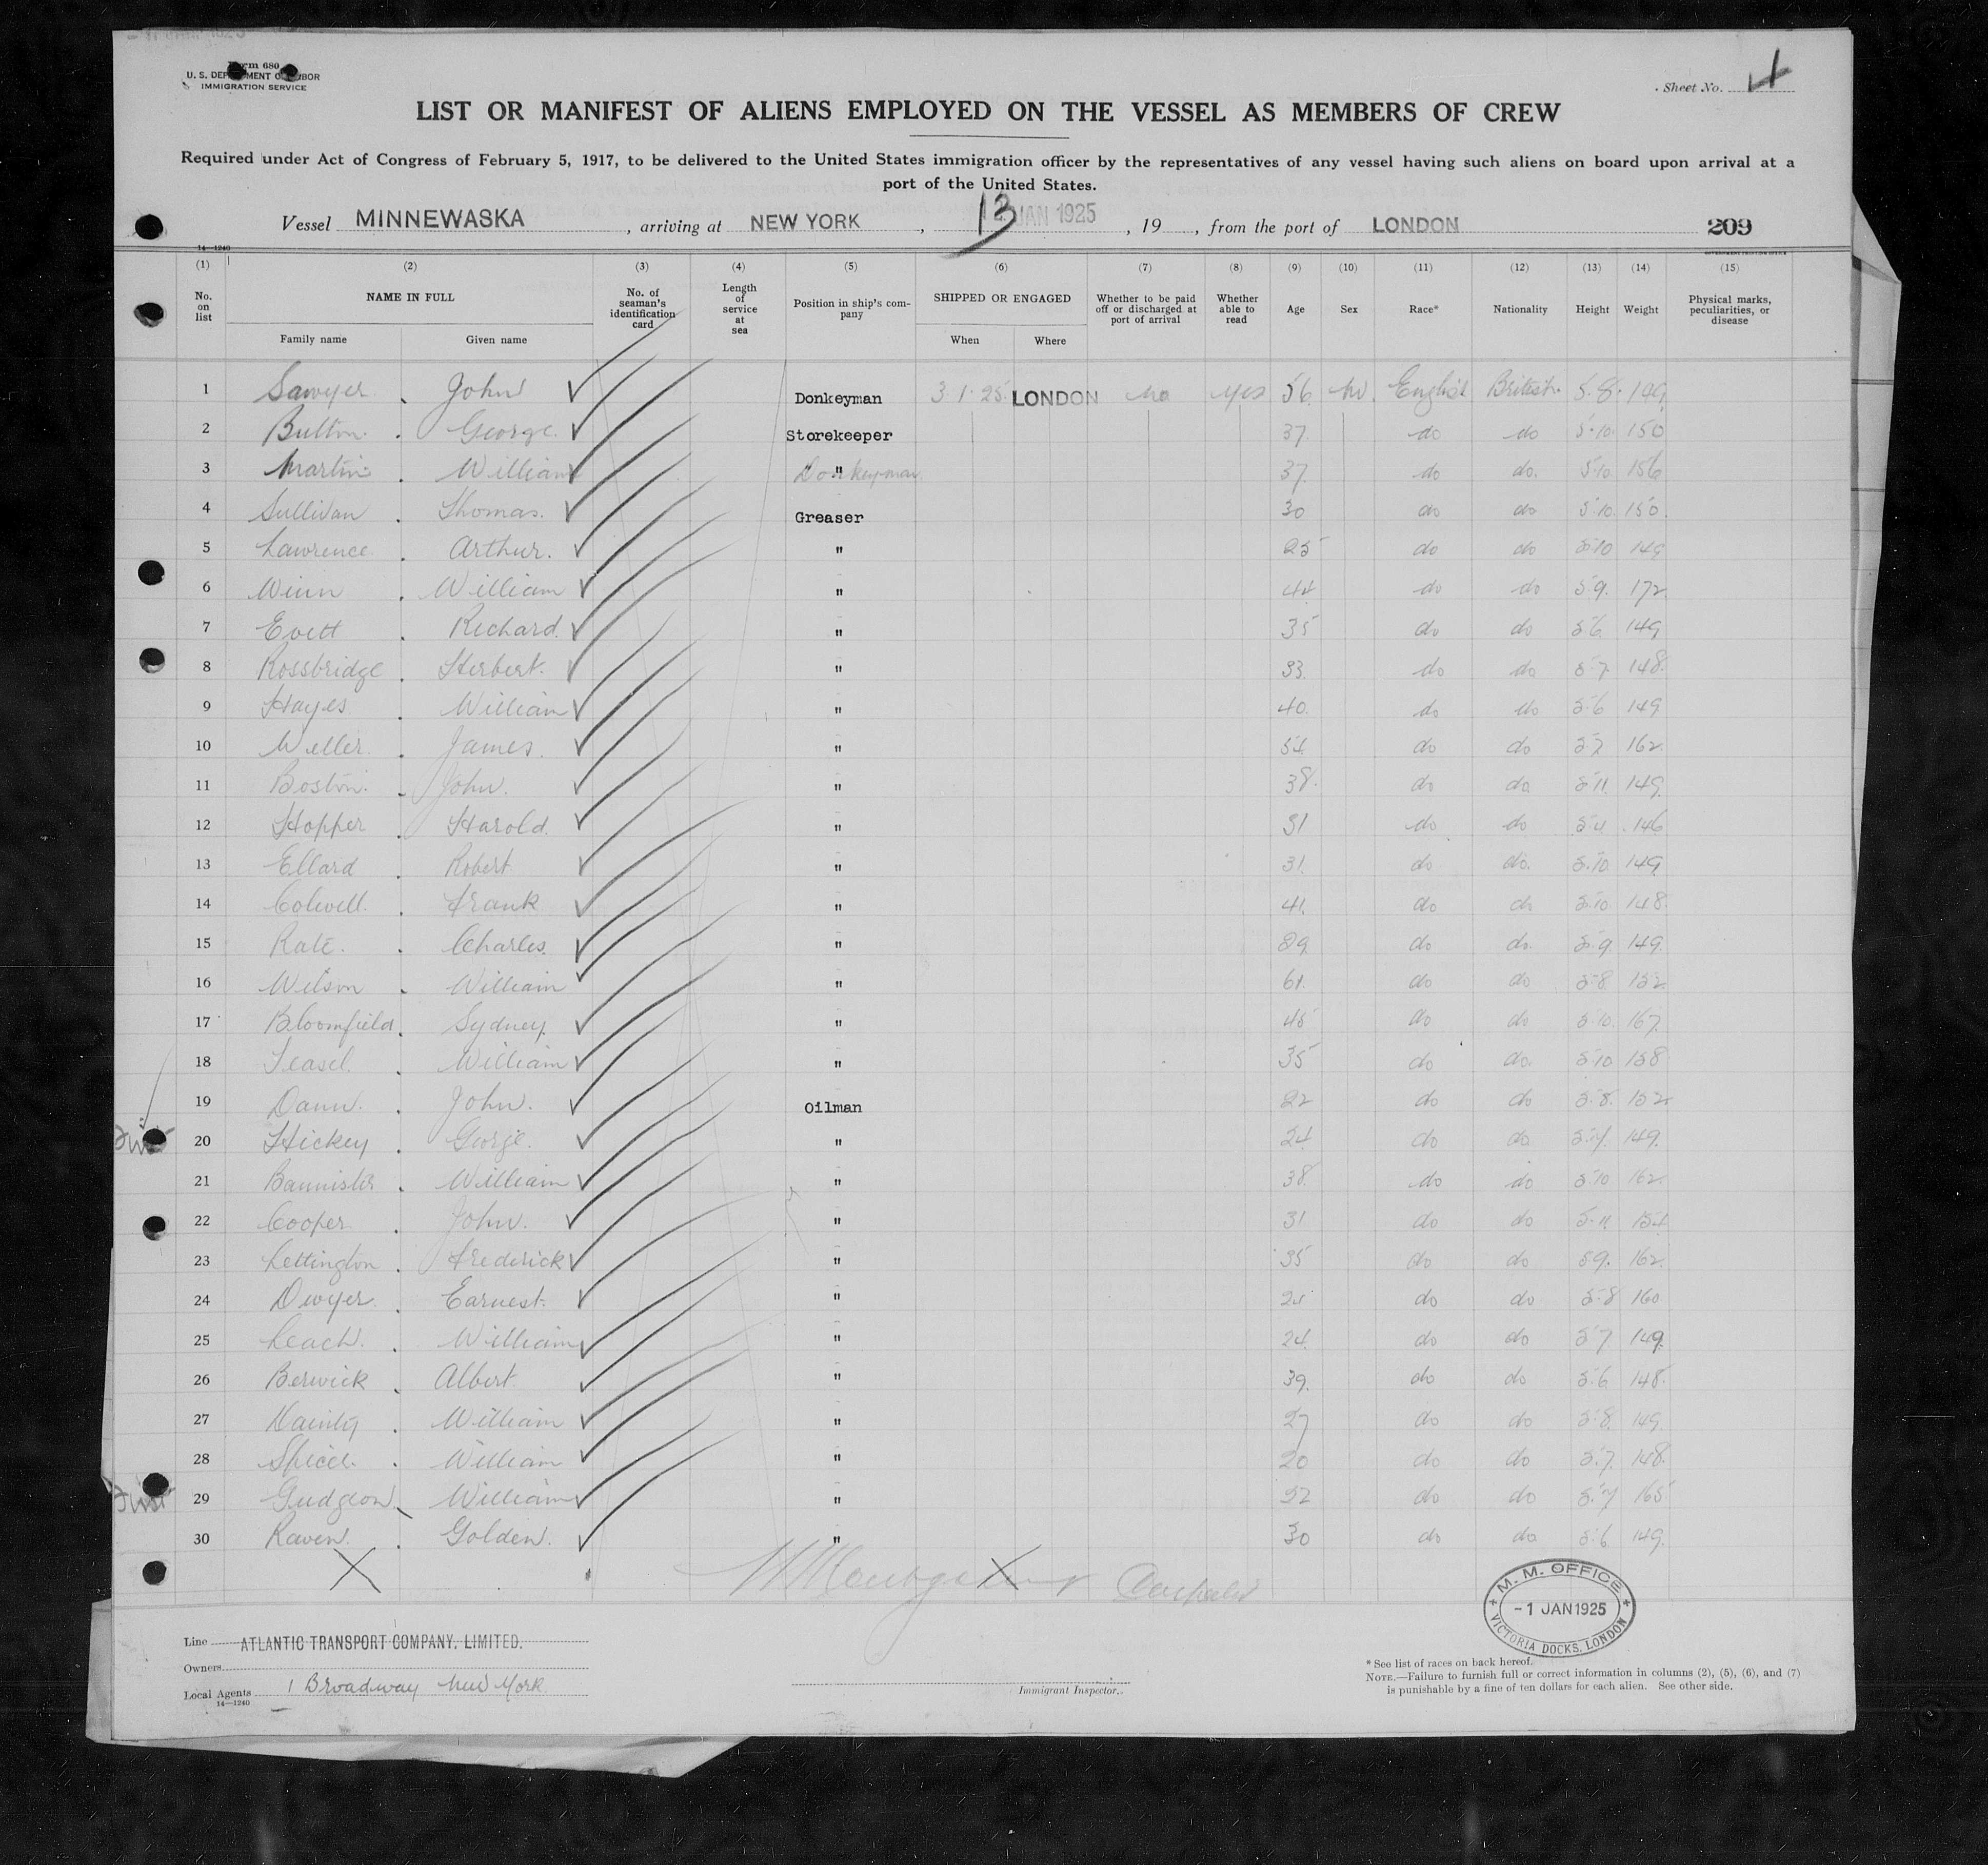 Form 680
U. S. DEPARTMENT OF LABOR
IMMIGRATION SERVICE
Sheet No. 4
LIST OR MANIFEST OF ALIENS EMPLOYED ON THE VESSEL AS MEMBERS OF CREW
Required under Act of Congress of February 5, 1917, to be delivered to the United States immigration officer by the representatives of any vessel having such aliens on board upon arrival at a
port of the United States.
Vessel MINNEWASKA, arriving at NEW YORK, 13 JAN 1925, 19 , from the port of LONDON 209
14—1240
(1) (2) (3) (4) (5) (6) (7) (8) (9) (10) (11) (12) (13) (14) (15)
No. on list NAME IN FULL No. of seaman's identification card Length of service at sea Position in ship's company SHIPPED OR ENGAGED Whether to be paid off or discharged at port of arrival Whether able to read Age Sex Race* Nationality Height Weight Physical marks, peculiarities, or disease
Family name Given name When Where
1 Sawyer John Donkeyman 3.1.25 LONDON No Yes 56 M. English British 5.8. 149
2 Button George Storekeeper 37 do do 5.10 150
3 Martin William " Donkeyman 37 do do 5.10 156
4 Sullivan Thomas Greaser 30 do do 5.10 150
5 Lawrence Arthur " 25 do do 5.10 149
6 Winn William " 44 do do 5.9 172
7 Evett Richard " 35 do do 5.6 149
8 Rossbridge Herbert " 33 do do 5.7 148
9 Hayes William " 40 do do 5.6 149
10 Weller James " 54 do do 5.7 162
11 Boston John " 38 do do 5.11 149
12 Hopper Harold " 31 do do 5.4 146
13 Ellard Robert " 31 do do 5.10 149
14 Colwell Frank " 41 do do 5.10 148
15 Rate Charles " 39 do do 5.9 149
16 Wilson William " 61 do do 5.8 152
17 Bloomfield Sydney " 45 do do 5.10 167
18 Teasel William " 35 do do 5.10 158
19 Dann John Oilman 22 do do 5.8 152
20 Hickey George " 24 do do 149
21 Bannister William " 38 do do 5.10 162
22 Cooper John " 31 do do 5.11 154
23 Lettington Frederick " 35 do do 5.9 162
24 Dwyer Earnest " do do 5.8 160
25 Leach William " 24 do do 5.7 149
26 Berwick Albert " 39 do do 5.6 148
27 William " 27 do do 5.8 149
28 Spicer William " 20 do do 5.7 148
First 29 Gudgeon William " do do 165
30 Raven Golden " 30 do do 5.6 149
M. M. OFFICE
- 1 JAN 1925
VICTORIA DOCKS, LONDON
Line ATLANTIC TRANSPORT COMPANY, LIMITED.
Owners
Local Agents 1 Broadway New York
14—1240
Immigrant Inspector.
* See list of races on back hereof.
NOTE.—Failure to furnish full or correct information in columns (2), (5), (6), and (7)
is punishable by a fine of ten dollars for each alien. See other side.